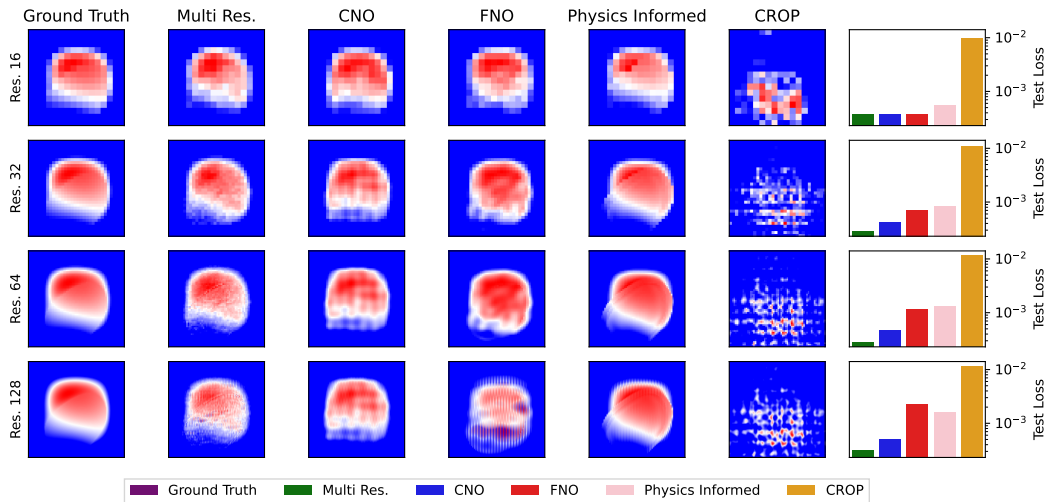 Ground Truth Multi Res. CNO FNO Physics Informed CROP
Res. 16
10⁻²
10⁻³
Test Loss
Res. 32
10⁻²
10⁻³
Test Loss
Res. 64
10⁻²
10⁻³
Test Loss
Res. 128
10⁻²
10⁻³
Test Loss
Ground Truth Multi Res. CNO FNO Physics Informed CROP